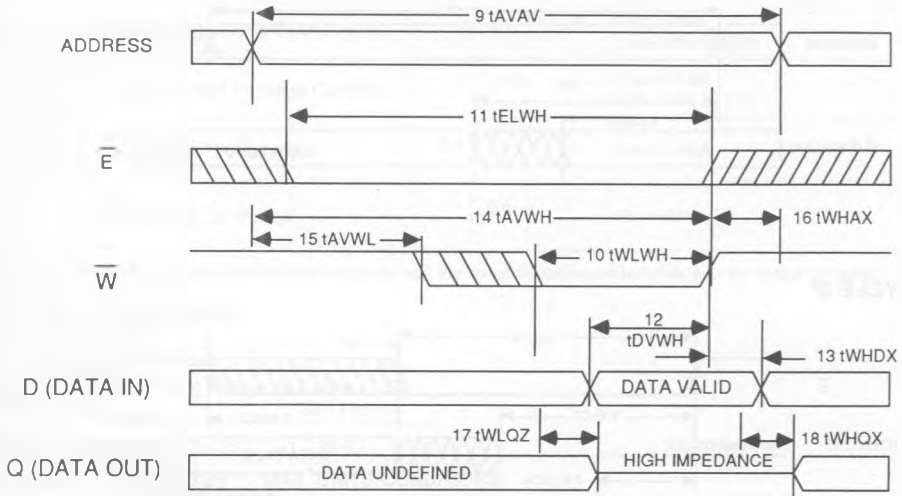 9 tAVAV
ADDRESS
11 tELWH
E
14 tAVWH
16 tWHAX
15 tAVWL
10 tWLWH
W
12
tDVWH
13 tWHDX
D (DATA IN)
DATA VALID
17 tWLQZ
18 tWHQX
Q (DATA OUT)
DATA UNDEFINED
HIGH IMPEDANCE